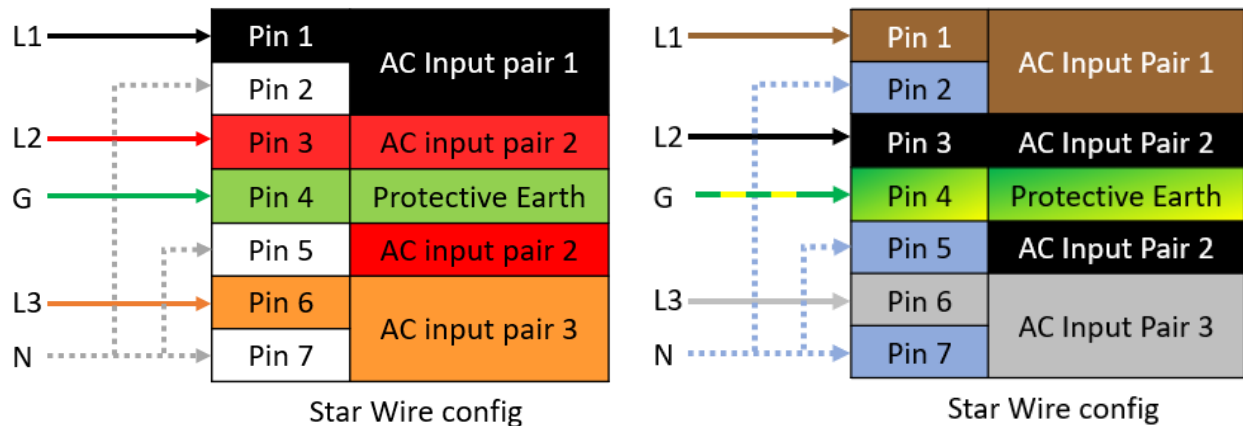 L1
Pin 1
AC Input pair 1
Pin 2
L2
Pin 3
AC input pair 2
G
Pin 4
Protective Earth
Pin 5
AC input pair 2
L3
Pin 6
AC input pair 3
N
Pin 7
Star Wire config
L1
Pin 1
AC Input Pair 1
Pin 2
L2
Pin 3
AC Input Pair 2
G
Pin 4
Protective Earth
Pin 5
AC Input Pair 2
L3
Pin 6
AC Input Pair 3
N
Pin 7
Star Wire config